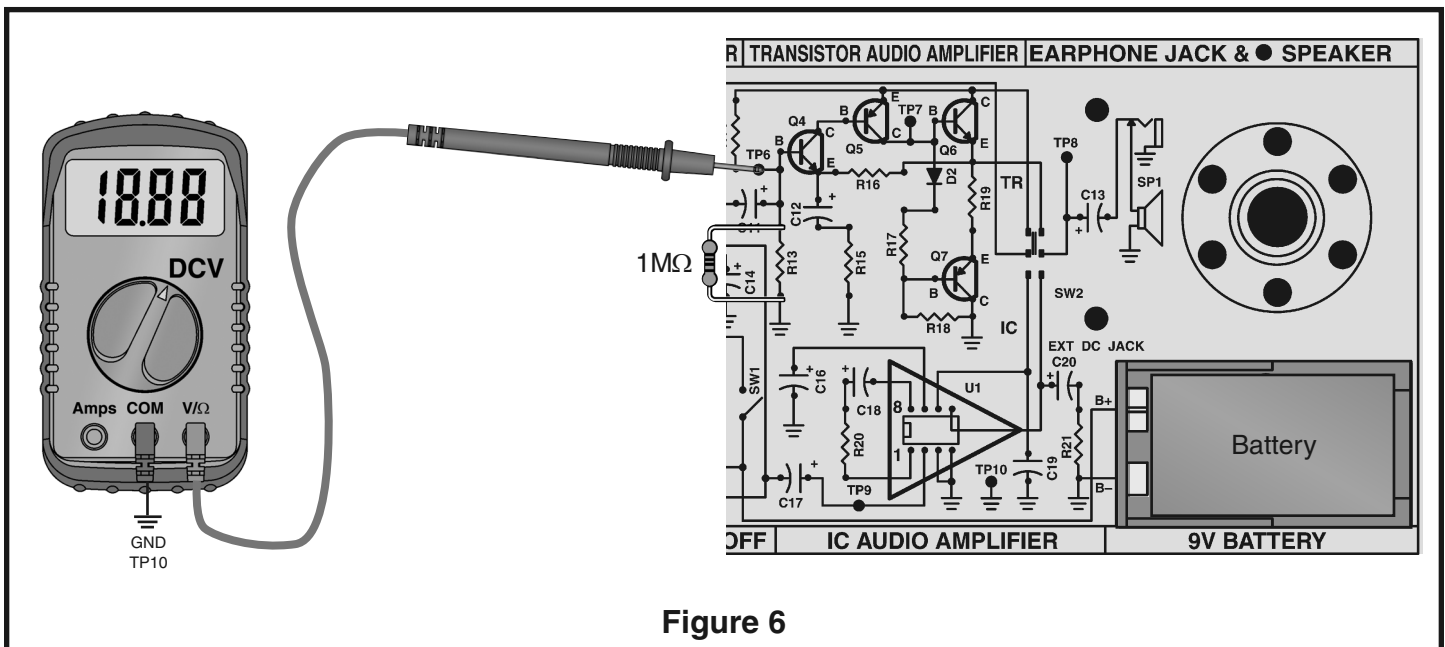 R TRANSISTOR AUDIO AMPLIFIER EARPHONE JACK & SPEAKER
18.88
DCV
Amps COM V/Ω
GND
TP10
1MΩ
TP6
B
Q4
C
E
B
E
TP7
C
Q5
B
C
Q6
E
R16
D2
TR
R19
TP8
C13
+
SP1
C11
+
C12
+
R13
R15
R17
Q7
E
B
C
R18
C14
+
SW2
IC
EXT DC JACK
C20
+
SW1
C16
+
+
C18
8
U1
R20
1
C17
+
TP9
TP10
C19
R21
B+
B–
Battery
OFF IC AUDIO AMPLIFIER 9V BATTERY
Figure 6